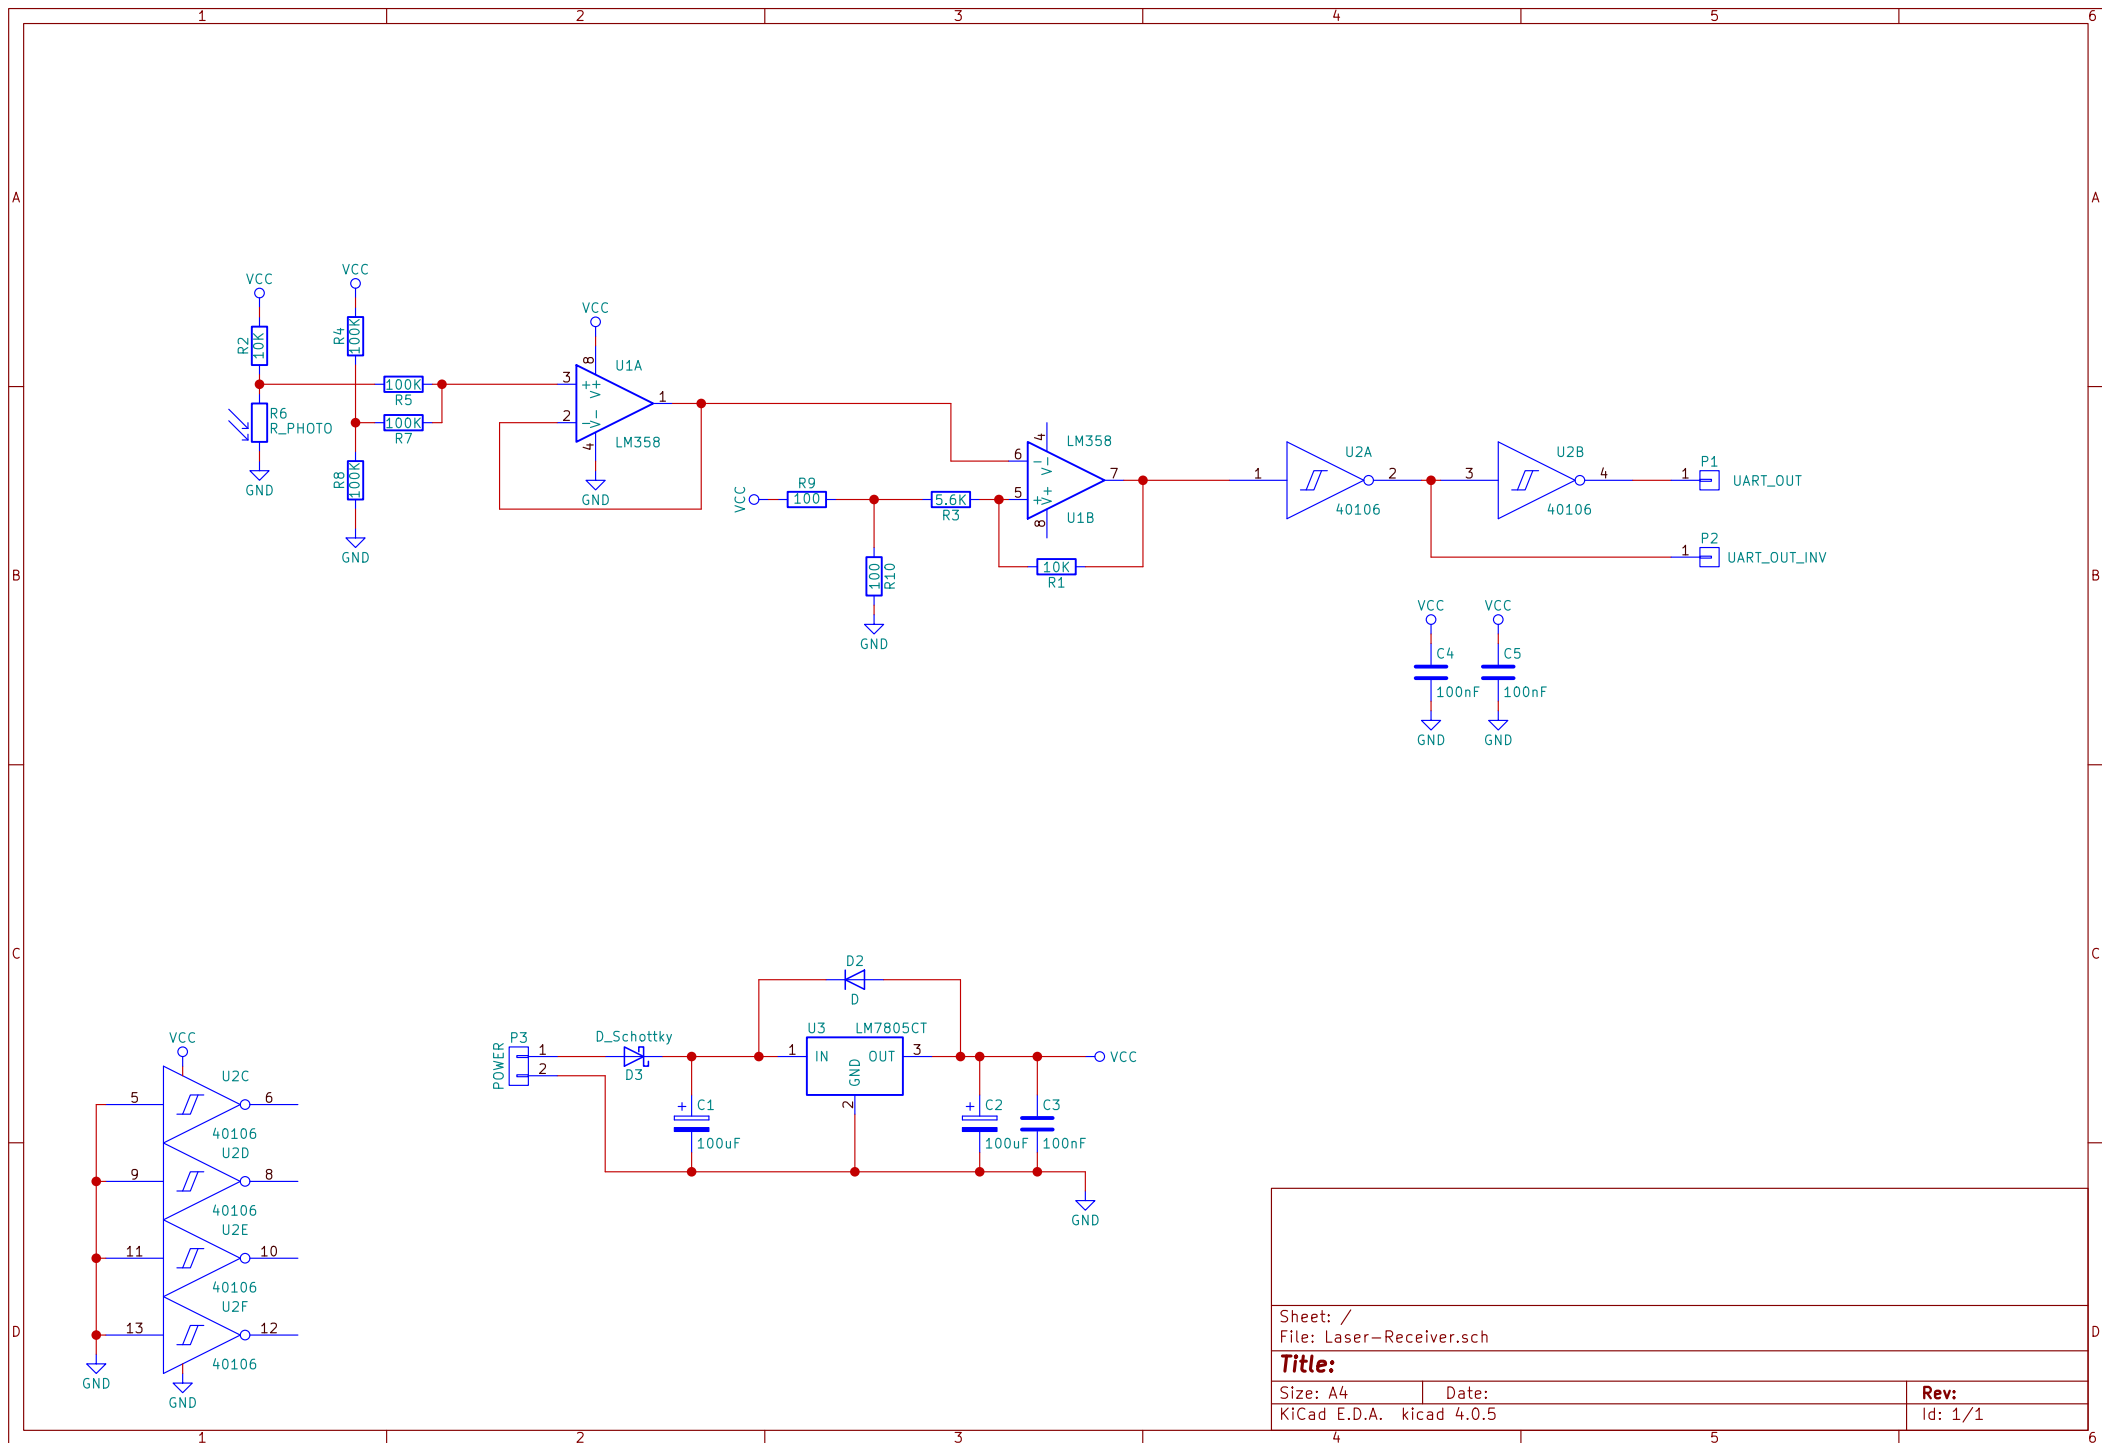 1 2 3 4 5 6
A A
VCC
VCC
R2 10K
R4 100K
VCC
8
U1A
3 + V+
2 - V-
1
4
LM358
GND
100K
R5
100K
R7
R6
R_PHOTO
GND
R8 100K
GND
VCC
R9
100
100 R10
GND
5.6K
R3
4
LM358
6 - V-
5 + V+
7
8
U1B
10K
R1
1
U2A
2
40106
3
U2B
4
40106
P1
1 UART_OUT
P2
1 UART_OUT_INV
B B
VCC VCC
C4 C5
100nF 100nF
GND GND
C C
D2
D
P3
POWER
1
2
D_Schottky
D3
U3 LM7805CT
1 IN OUT 3
GND
2
VCC
+ C1
100uF
+ C2
100uF
C3
100nF
GND
VCC
U2C
5 6
40106
U2D
9 8
40106
U2E
11 10
40106
U2F
13 12
40106
GND
GND
D D
Sheet: /
File: Laser-Receiver.sch
Title:
Size: A4 Date: Rev:
KiCad E.D.A. kicad 4.0.5 Id: 1/1
1 2 3 4 5 6